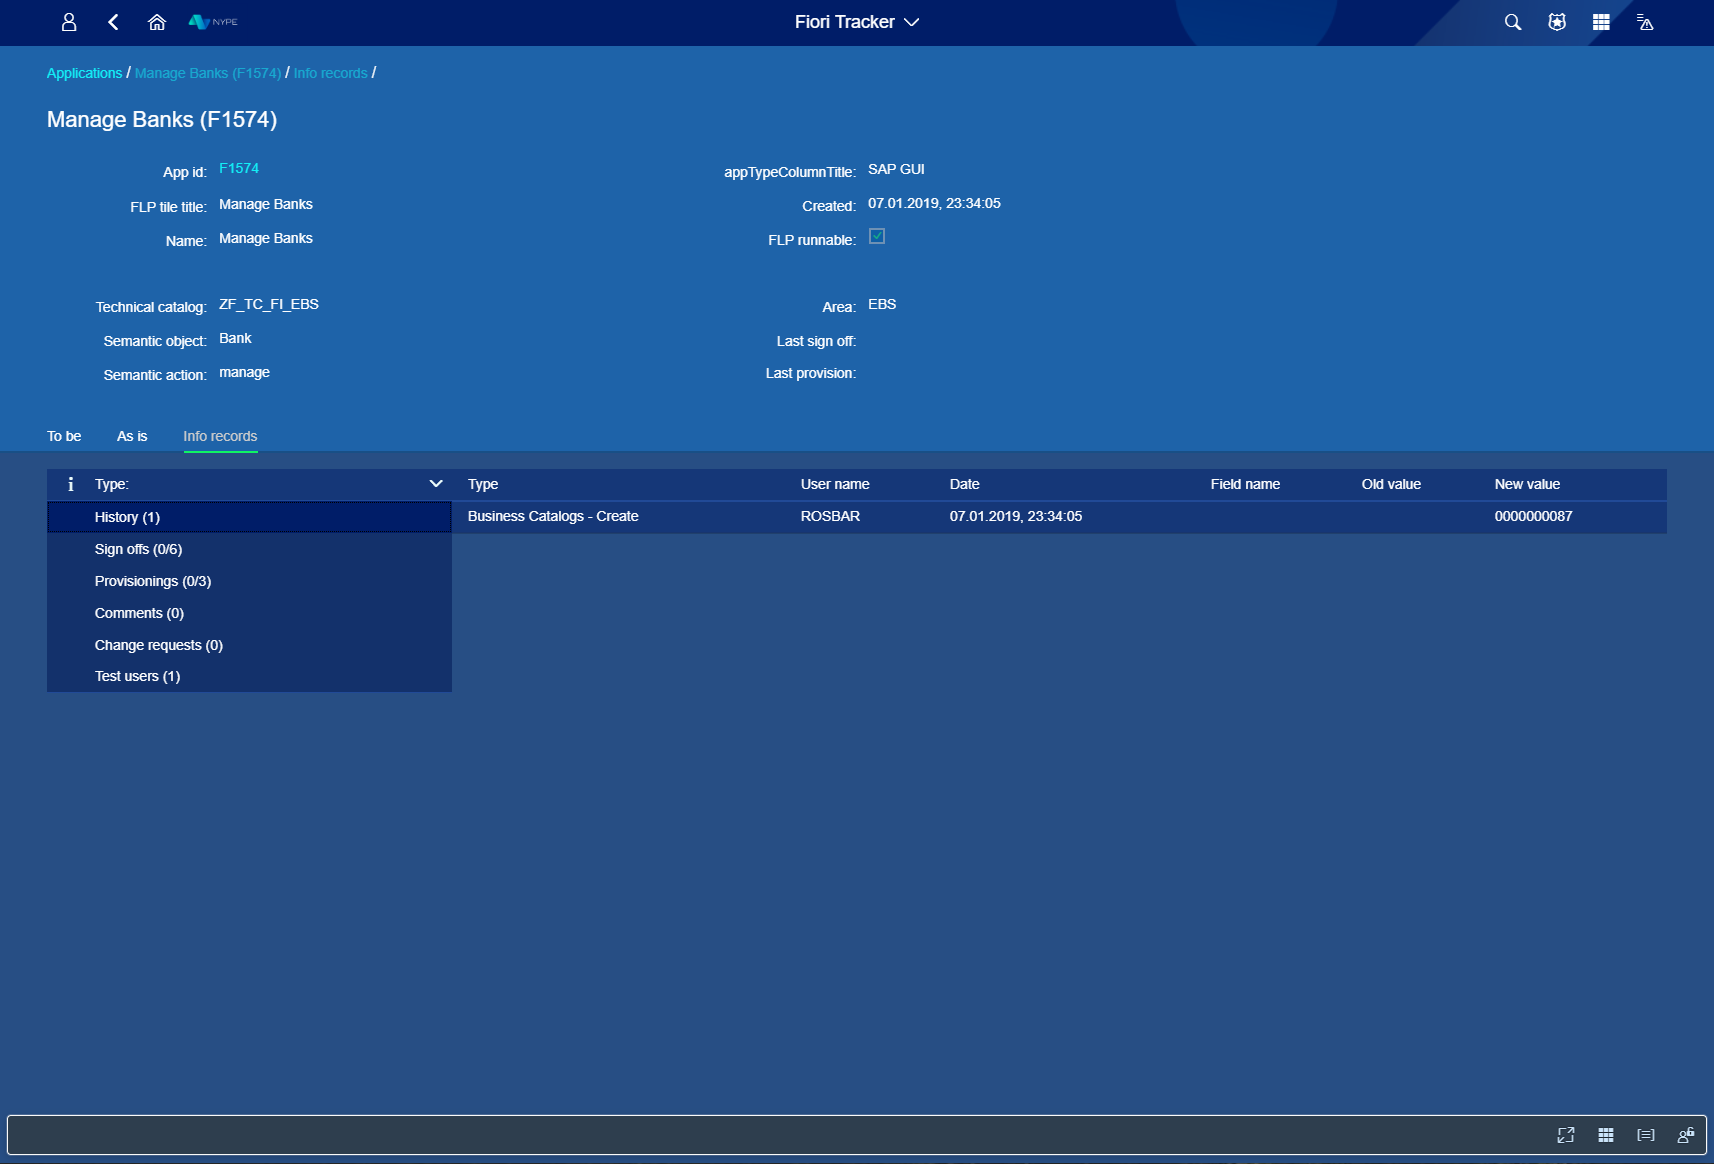 NYPE
Fiori Tracker
Applications / Manage Banks (F1574) / Info records /
Manage Banks (F1574)
App id: F1574
FLP tile title: Manage Banks
Name: Manage Banks
Technical catalog: ZF_TC_FI_EBS
Semantic object: Bank
Semantic action: manage
appTypeColumnTitle: SAP GUI
Created: 07.01.2019, 23:34:05
FLP runnable:
Area: EBS
Last sign off:
Last provision:
To be As is Info records
Type:
History (1)
Sign offs (0/6)
Provisionings (0/3)
Comments (0)
Change requests (0)
Test users (1)
Type User name Date Field name Old value New value
Business Catalogs - Create ROSBAR 07.01.2019, 23:34:05 0000000087